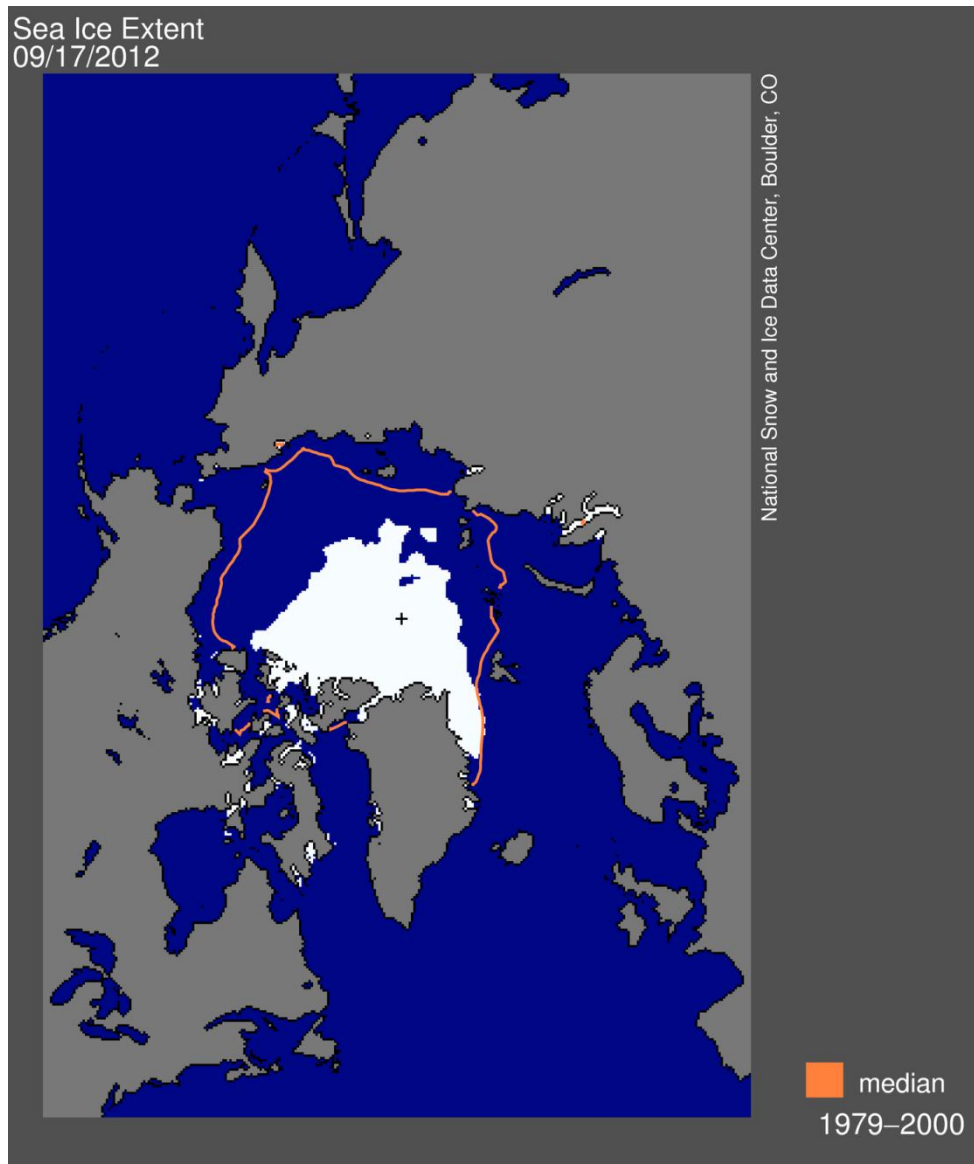 Sea Ice Extent
09/17/2012
National Snow and Ice Data Center, Boulder, CO
median
1979–2000